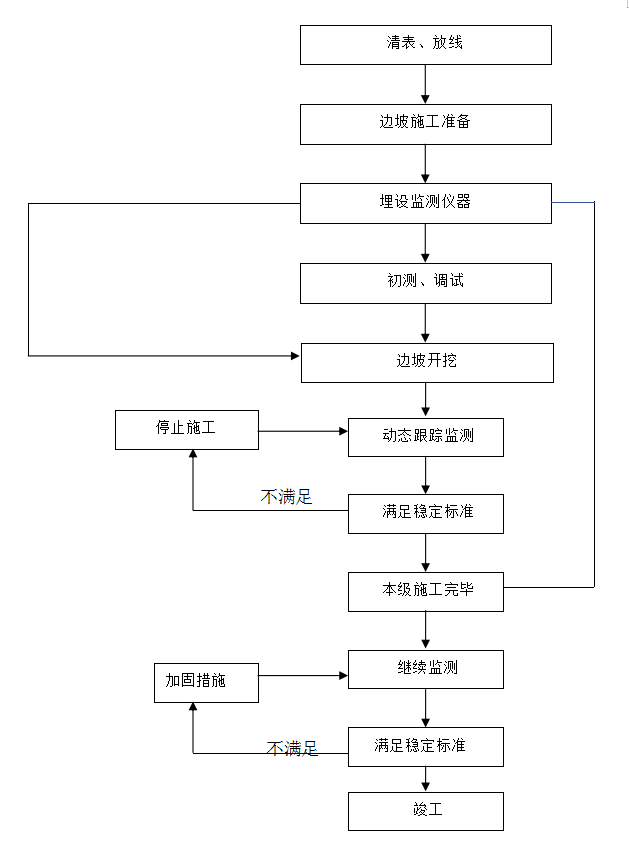 清表、放线
边坡施工准备
埋设监测仪器
初测、调试
边坡开挖
停止施工
动态跟踪监测
不满足
满足稳定标准
本级施工完毕
继续监测
加固措施
不满足
满足稳定标准
竣工